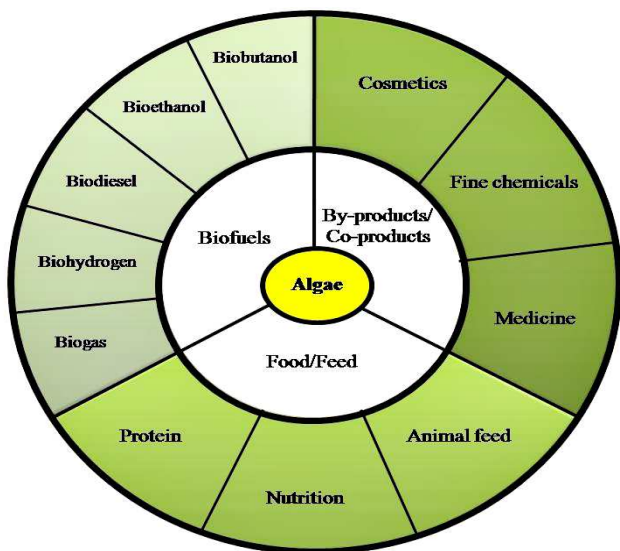 Biobutanol
Cosmetics
Bioethanol
Fine chemicals
Biodiesel
By-products/
Co-products
Biofuels
Biohydrogen
Algae
Medicine
Biogas
Food/Feed
Protein
Animal feed
Nutrition